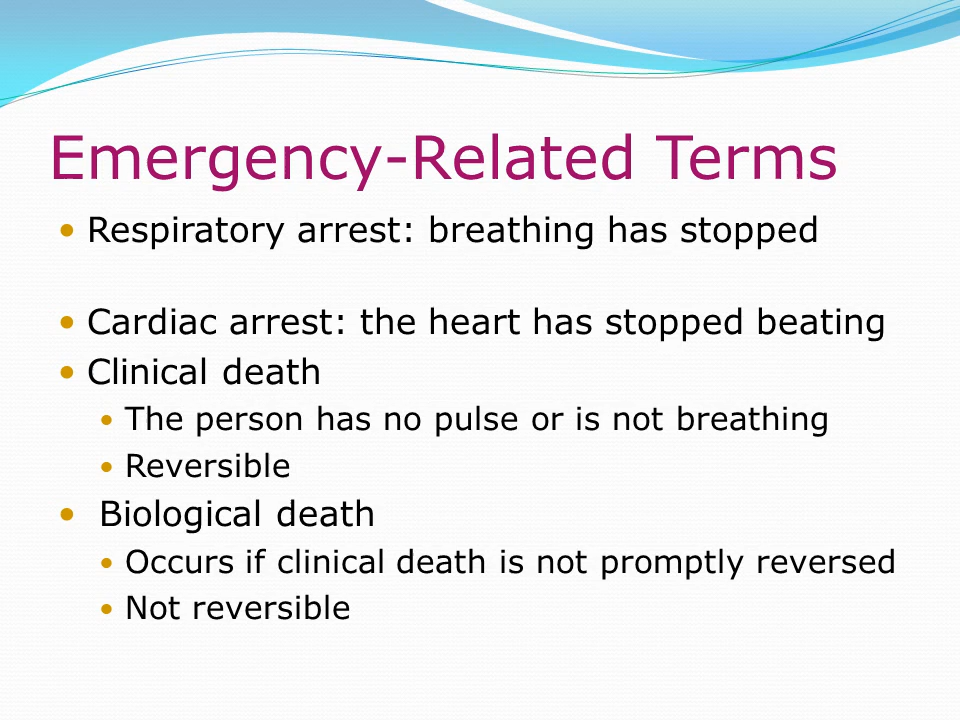 Emergency-Related Terms
• Respiratory arrest: breathing has stopped
• Cardiac arrest: the heart has stopped beating
• Clinical death
• The person has no pulse or is not breathing
• Reversible
• Biological death
• Occurs if clinical death is not promptly reversed
• Not reversible